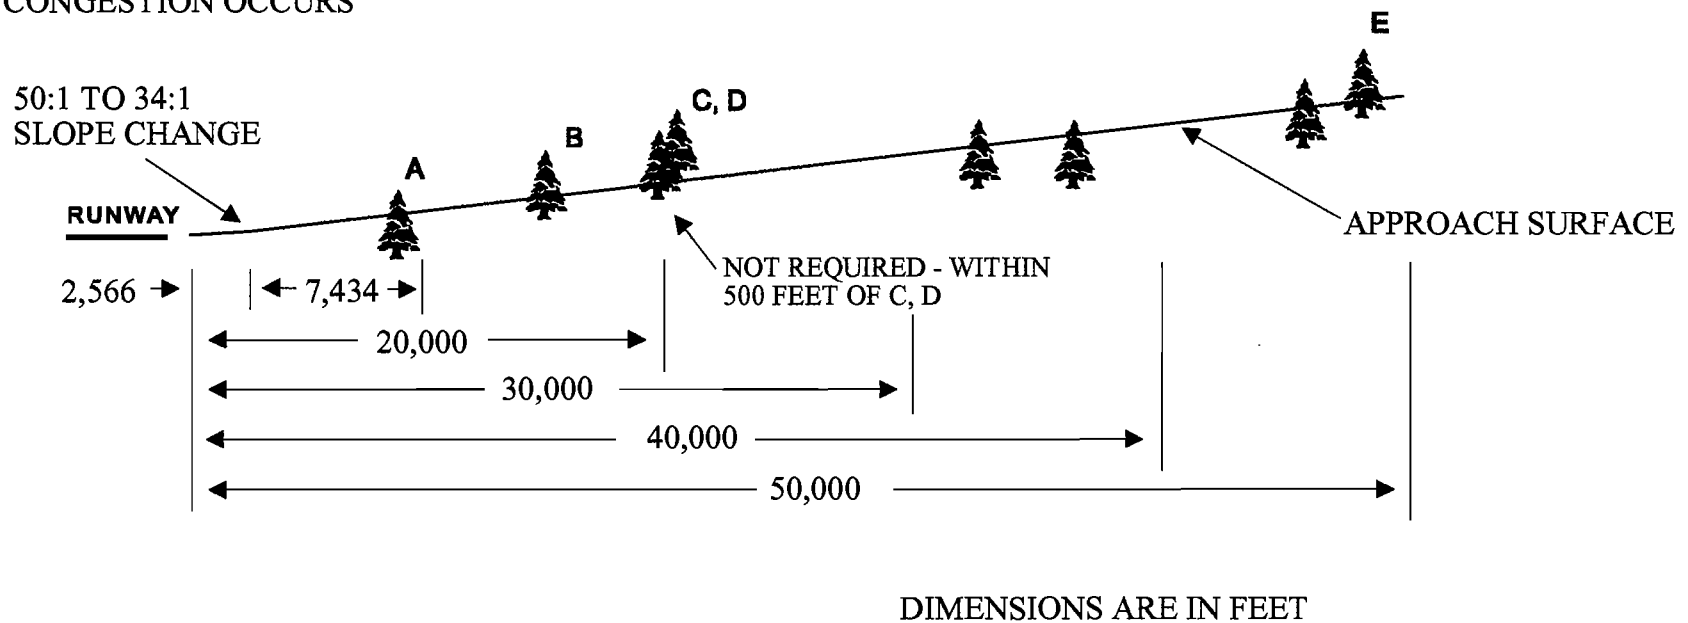 CONGESTION OCCURS
E
50:1 TO 34:1
SLOPE CHANGE
C, D
B
A
RUNWAY
APPROACH SURFACE
NOT REQUIRED - WITHIN
500 FEET OF C, D
2,566
7,434
20,000
30,000
40,000
50,000
DIMENSIONS ARE IN FEET